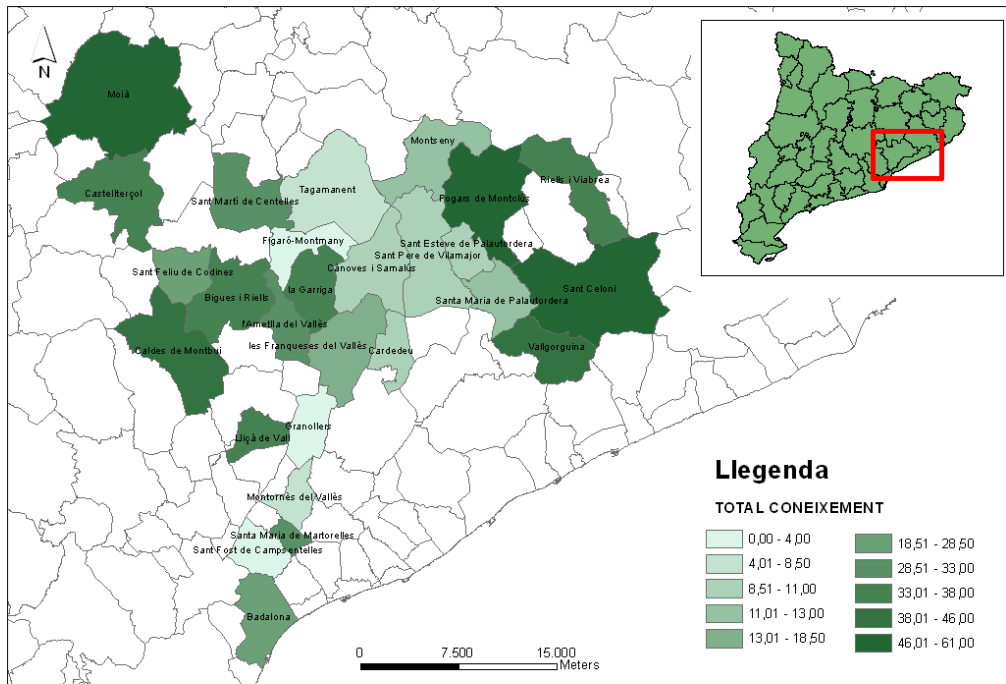 N
Moià
Montseny
Castellterçol
Sant Martí de Centelles
Tagamanent
Riells i Viabrea
Fogars de Montclús
Figaró-Montmany
Sant Esteve de Palautordera
Sant Pere de Vilamajor
Sant Feliu de Codines
Cànoves i Samalús
Bigues i Riells
la Garriga
Sant Celoni
Santa Maria de Palautordera
l'Ametlla del Vallès
les Franqueses del Vallès
Cardedeu
Vallgorguina
Caldes de Montbui
Granollers
Lliçà de Vall
Montornès del Vallès
Santa Maria de Martorelles
Sant Fost de Campsentelles
Badalona
0 7.500 15.000
Meters
Llegenda
TOTAL CONEIXEMENT
0,00 - 4,00
4,01 - 8,50
8,51 - 11,00
11,01 - 13,00
13,01 - 18,50
18,51 - 28,50
28,51 - 33,00
33,01 - 38,00
38,01 - 46,00
46,01 - 61,00